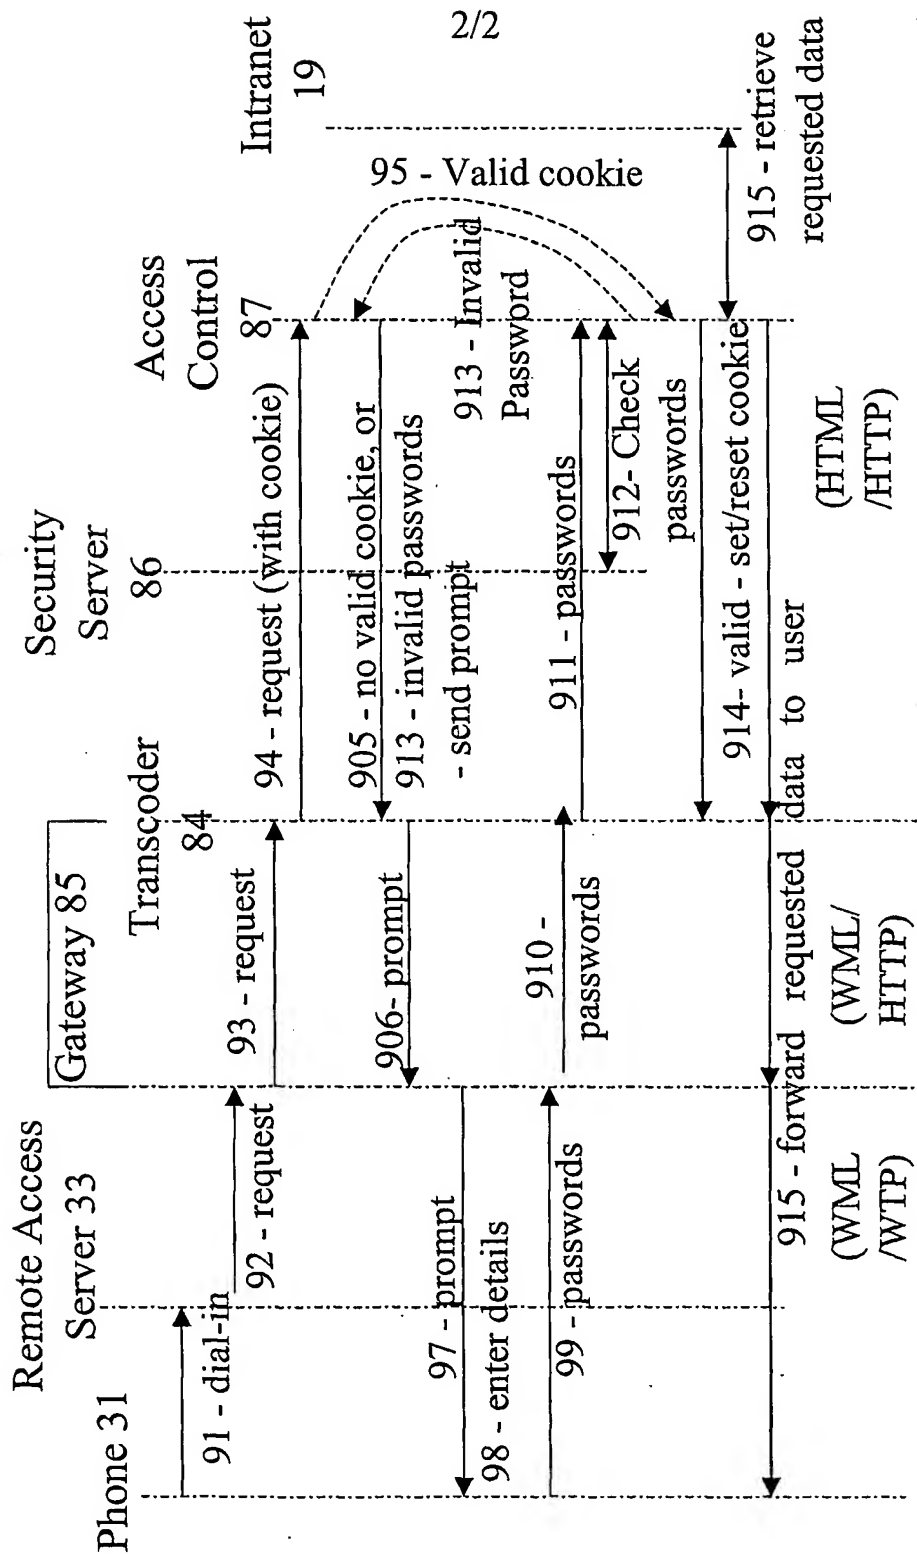 2/2
Phone 31
Remote Access
Server 33
Gateway 85
Transcoder
84
Security
Server
86
Access
Control
87
Intranet
19
91 - dial-in
92 - request
93 - request
94 - request (with cookie)
95 - Valid cookie
905 - no valid cookie, or
913 - invalid passwords
- send prompt
913 - Invalid
Password
906- prompt
97 - prompt
98 - enter details
99 - passwords
910 -
passwords
911 - passwords
912- Check
passwords
914- valid - set/reset cookie
915 - retrieve
requested data
915 - forward requested data to user
(WML
/WTP)
(WML/
HTTP)
(HTML
/HTTP)